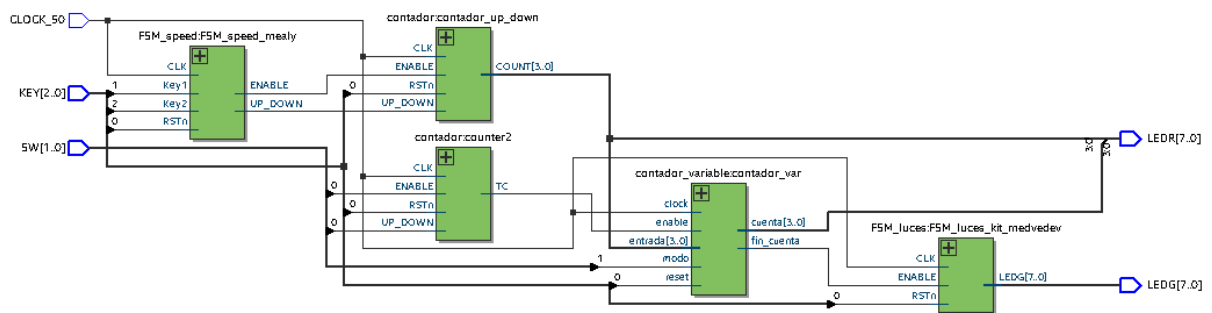 CLOCK_50
KEY[2..0]
SW[1..0]
FSM_speed:FSM_speed_mealy
CLK
1
Key1
2
Key2
0
RSTn
ENABLE
UP_DOWN
contador:contador_up_down
CLK
ENABLE
0
RSTn
UP_DOWN
COUNT[3..0]
contador:counter2
CLK
0
ENABLE
0
RSTn
0
UP_DOWN
TC
contador_variable:contador_var
clock
enable
entrada[3..0]
1
modo
0
reset
cuenta[3..0]
fin_cuenta
3:0
3:0
LEDR[7..0]
FSM_luces:FSM_luces_kit_medvedev
CLK
ENABLE
0
RSTn
LEDG[7..0]
LEDG[7..0]